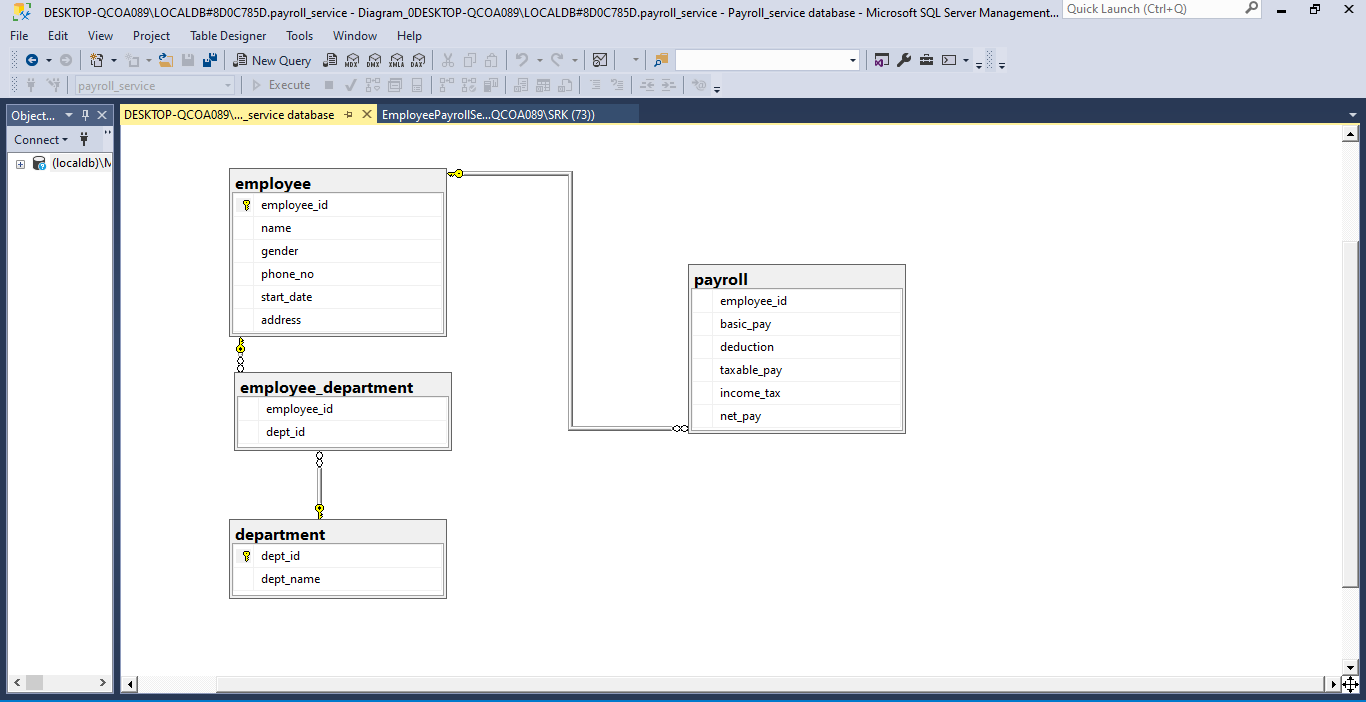 DESKTOP-QCOA089\LOCALDB#8D0C785D.payroll_service - Diagram_0DESKTOP-QCOA089\LOCALDB#8D0C785D.payroll_service - Payroll_service database - Microsoft SQL Server Management...
Quick Launch (Ctrl+Q)
File Edit View Project Table Designer Tools Window Help
New Query MDX DMX XMLA DAX
payroll_service Execute
Object...
DESKTOP-QCOA089\..._service database
EmployeePayrollSe...QCOA089\SRK (73))
Connect
(localdb)\M
employee
employee_id
name
gender
phone_no
start_date
address
payroll
employee_id
basic_pay
deduction
taxable_pay
income_tax
net_pay
employee_department
employee_id
dept_id
department
dept_id
dept_name